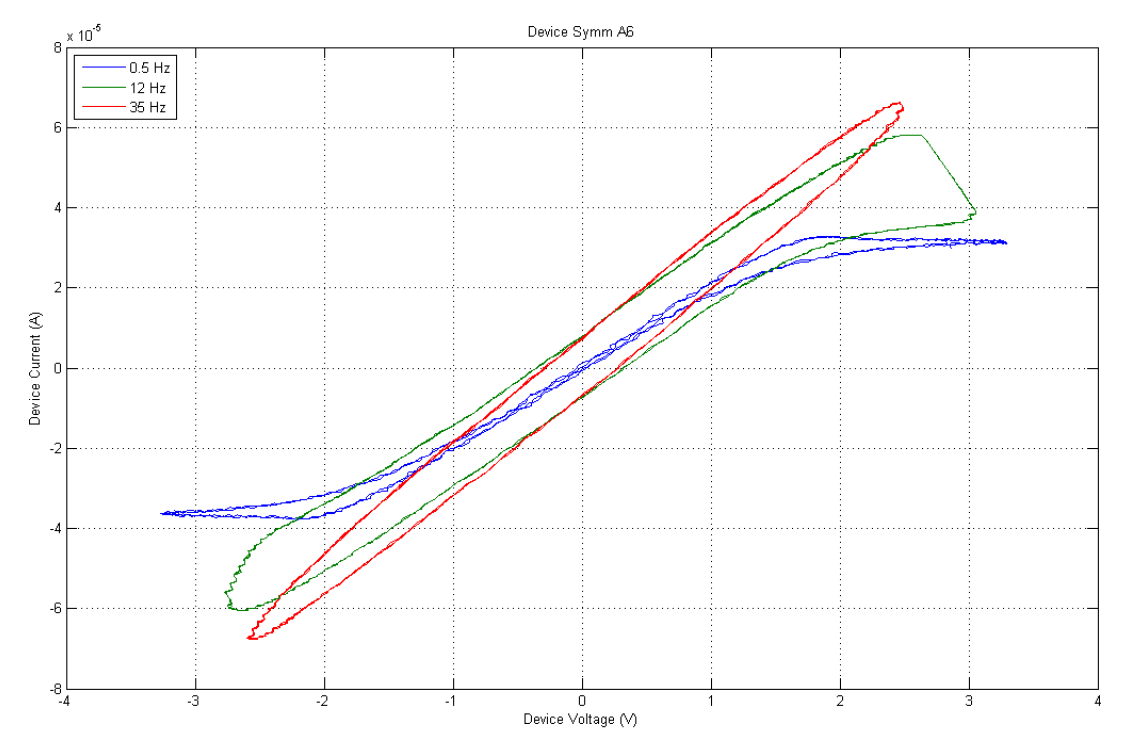 Device Symm A6
x 10^-5
8
6
4
2
0
-2
-4
-6
-8
-4
-3
-2
-1
0
1
2
3
4
Device Voltage (V)
Device Current (A)
0.5 Hz
12 Hz
35 Hz